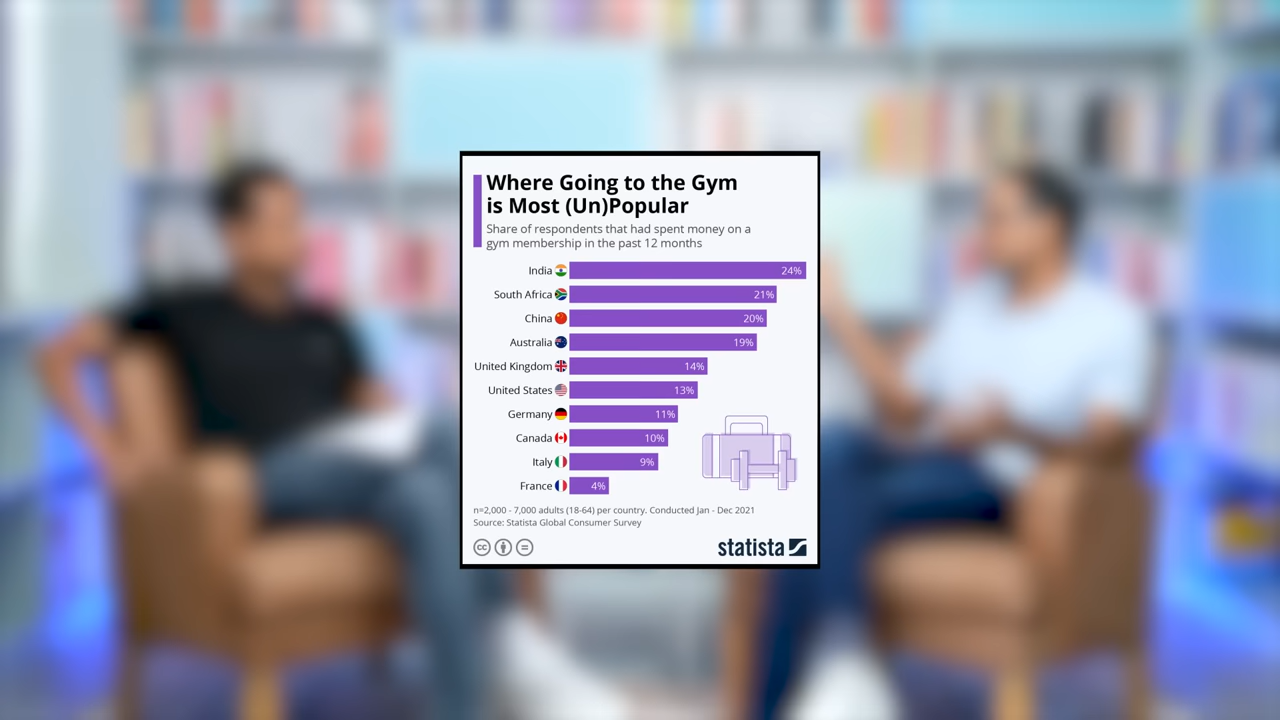 Where Going to the Gym
is Most (Un)Popular
Share of respondents that had spent money on a
gym membership in the past 12 months
India 24%
South Africa 21%
China 20%
Australia 19%
United Kingdom 14%
United States 13%
Germany 11%
Canada 10%
Italy 9%
France 4%
n=2,000 - 7,000 adults (18-64) per country. Conducted Jan - Dec 2021
Source: Statista Global Consumer Survey
cc
statista